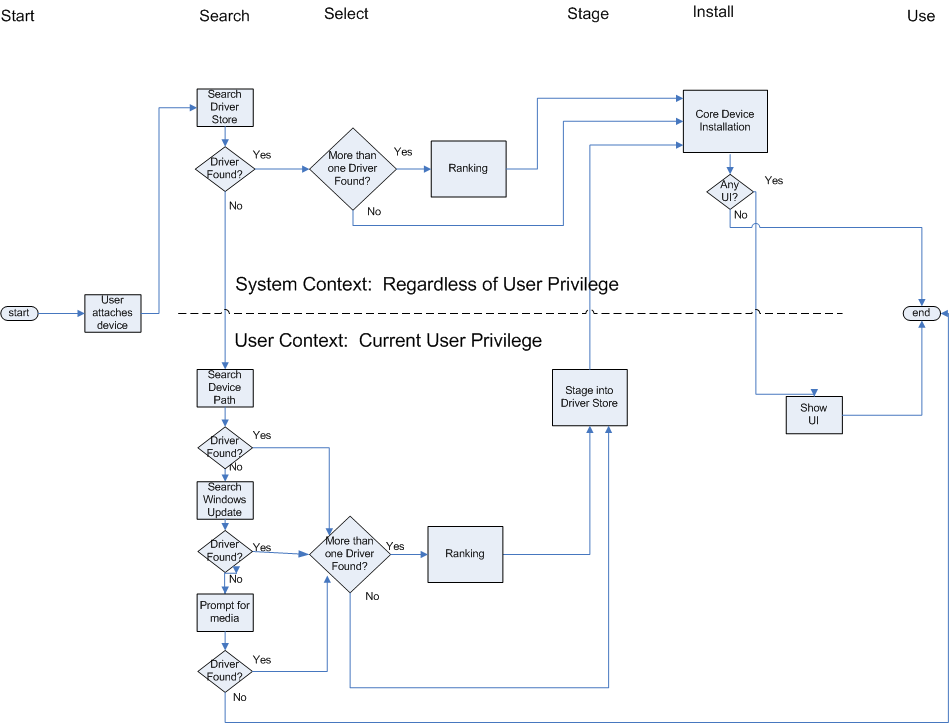 Start
Search
Select
Stage
Install
Use
Search
Driver
Store
Driver
Found?
Yes
No
More than
one Driver
Found?
Yes
No
Ranking
Core Device
Installation
Any
UI?
Yes
No
System Context:  Regardless of User Privilege
start
User
attaches
device
end
User Context:  Current User Privilege
Search
Device
Path
Driver
Found?
Yes
No
Search
Windows
Update
Driver
Found?
Yes
No
Prompt for
media
Driver
Found?
Yes
No
More than
one Driver
Found?
Yes
No
Ranking
Stage into
Driver Store
Show
UI